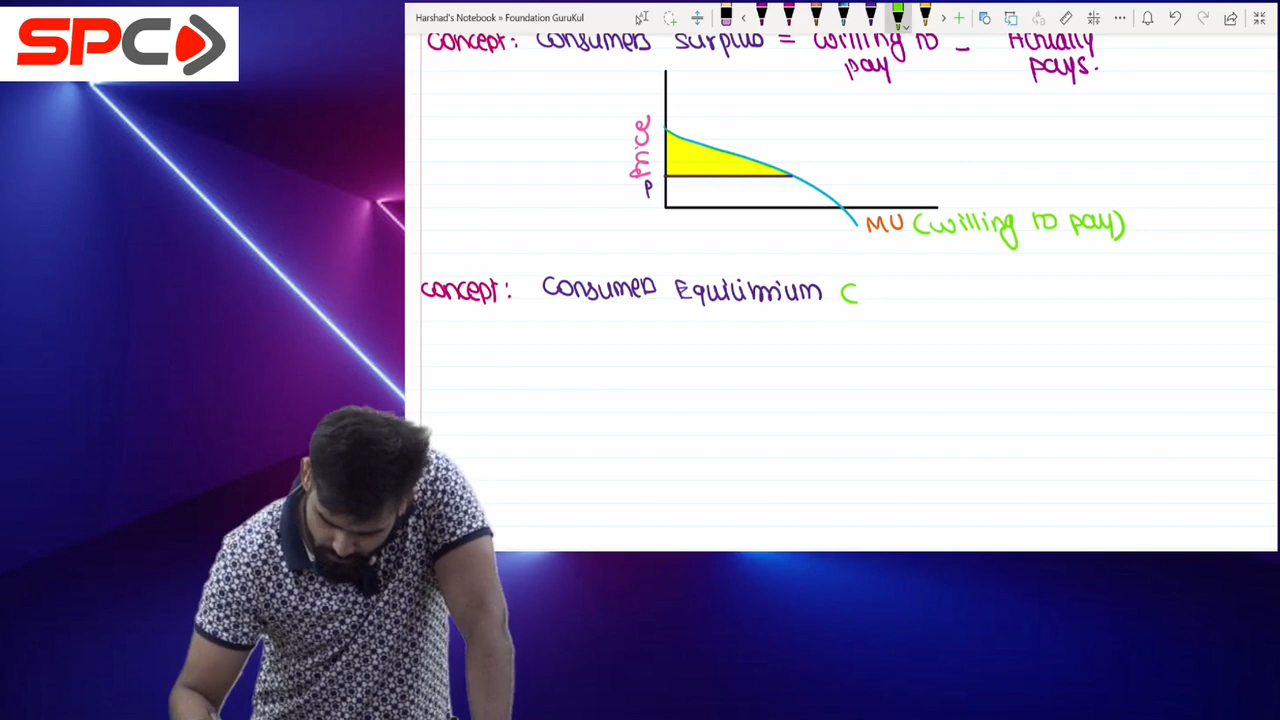 SPC
Harshad's Notebook » Foundation GuruKul
Concept: Consumers Surplus = Willing to pay - Actually pays.
Price
P
MU (Willing to pay)
Concept: Consumers Equilibrium C